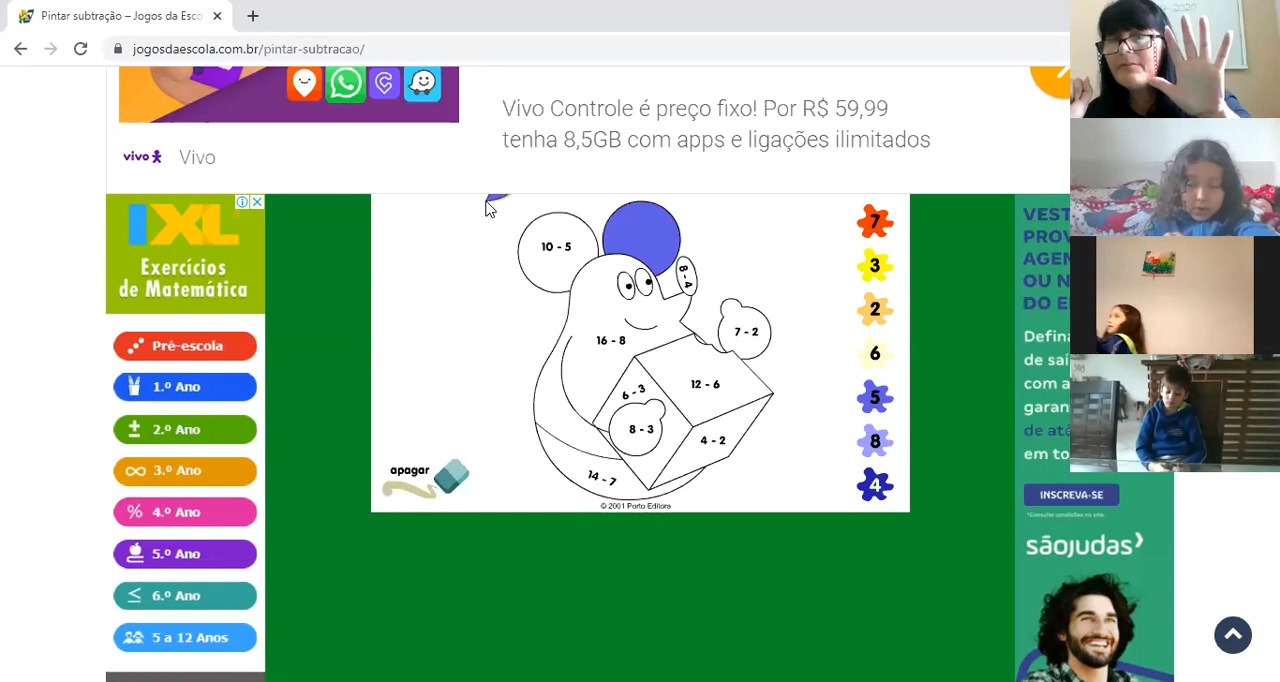 Pintar subtração – Jogos da Esco
jogosdaescola.com.br/pintar-subtracao/
Vivo Controle é preço fixo! Por R$ 59,99
tenha 8,5GB com apps e ligações ilimitados
vivo Vivo
IXL
Exercícios
de Matemática
Pré-escola
1.º Ano
2.º Ano
3.º Ano
4.º Ano
5.º Ano
6.º Ano
5 a 12 Anos
10 - 5
8 - 4
7 - 2
16 - 8
12 - 6
6 - 3
8 - 3
4 - 2
14 - 7
apagar
© 2001 Porto Editora
7
3
2
6
5
8
4
VEST
PROV
AGEN
OU N
DO E
Defina
de saí
com a
garan
de até
em to
INSCREVA-SE
sãojudas